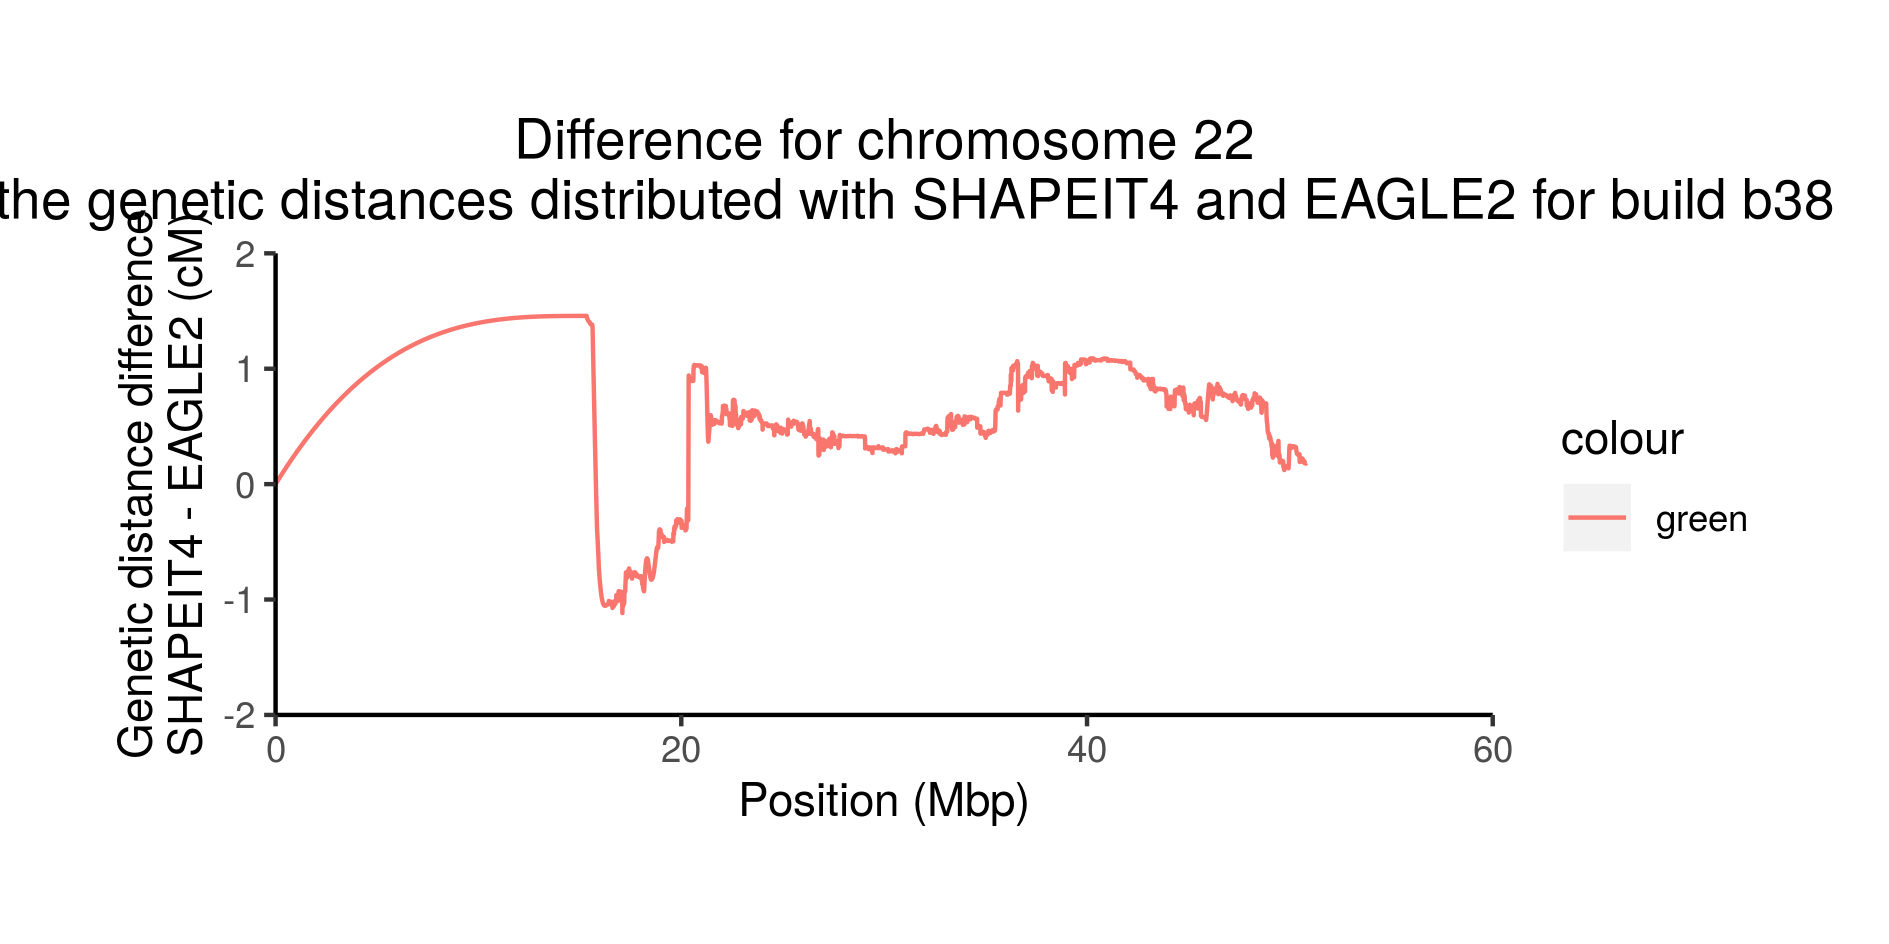 Difference for chromosome 22
the genetic distances distributed with SHAPEIT4 and EAGLE2 for build b38
Genetic distance difference
SHAPEIT4 - EAGLE2 (cM)
2
1
0
-1
-2
0
20
40
60
Position (Mbp)
colour
green